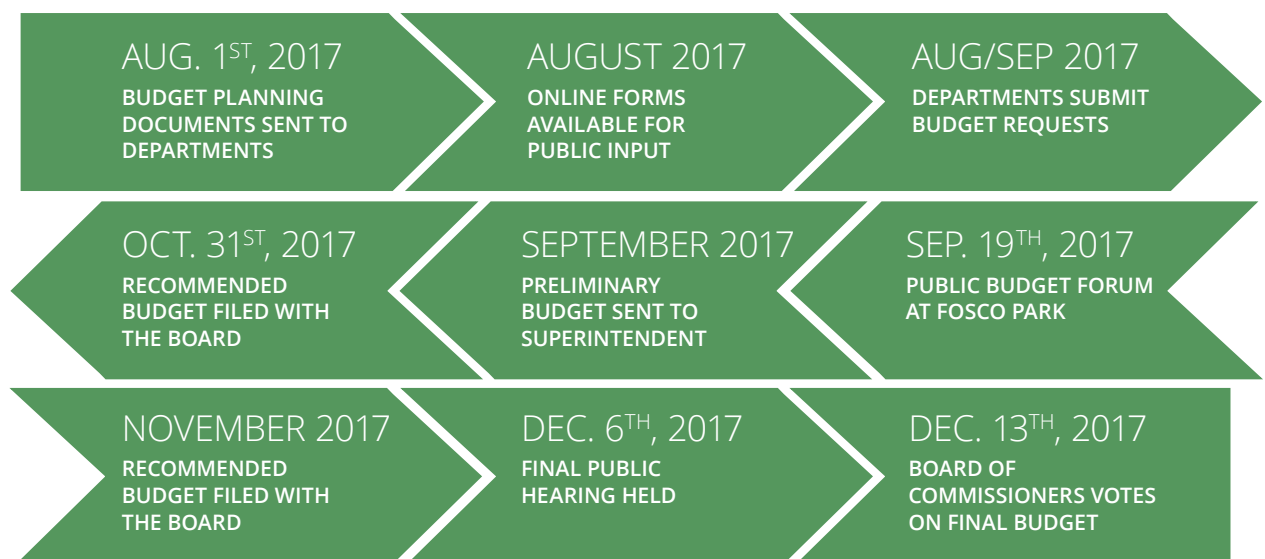 AUG. 1ST, 2017
BUDGET PLANNING
DOCUMENTS SENT TO
DEPARTMENTS
AUGUST 2017
ONLINE FORMS
AVAILABLE FOR
PUBLIC INPUT
AUG/SEP 2017
DEPARTMENTS SUBMIT
BUDGET REQUESTS
SEP. 19TH, 2017
PUBLIC BUDGET FORUM
AT FOSCO PARK
SEPTEMBER 2017
PRELIMINARY
BUDGET SENT TO
SUPERINTENDENT
OCT. 31ST, 2017
RECOMMENDED
BUDGET FILED WITH
THE BOARD
NOVEMBER 2017
RECOMMENDED
BUDGET FILED WITH
THE BOARD
DEC. 6TH, 2017
FINAL PUBLIC
HEARING HELD
DEC. 13TH, 2017
BOARD OF
COMMISSIONERS VOTES
ON FINAL BUDGET